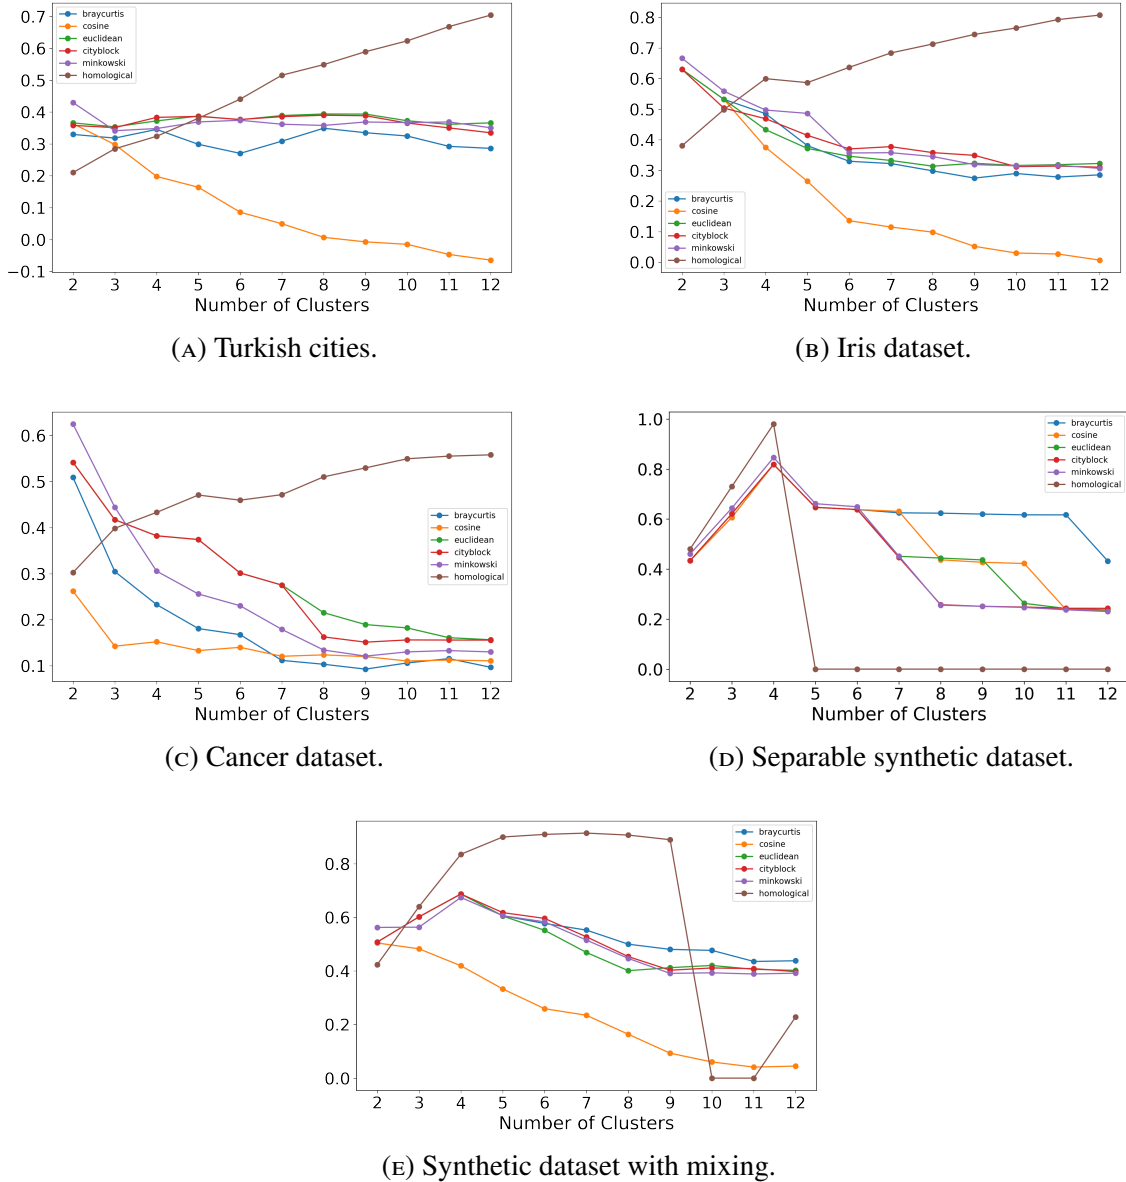 0.7
0.6
0.5
0.4
0.3
0.2
0.1
0.0
−0.1
braycurtis
cosine
euclidean
cityblock
minkowski
homological
2 3 4 5 6 7 8 9 10 11 12
Number of Clusters
(A) Turkish cities.
0.8
0.7
0.6
0.5
0.4
0.3
0.2
0.1
0.0
braycurtis
cosine
euclidean
cityblock
minkowski
homological
2 3 4 5 6 7 8 9 10 11 12
Number of Clusters
(B) Iris dataset.
0.6
0.5
0.4
0.3
0.2
0.1
braycurtis
cosine
euclidean
cityblock
minkowski
homological
2 3 4 5 6 7 8 9 10 11 12
Number of Clusters
(C) Cancer dataset.
1.0
0.8
0.6
0.4
0.2
0.0
braycurtis
cosine
euclidean
cityblock
minkowski
homological
2 3 4 5 6 7 8 9 10 11 12
Number of Clusters
(D) Separable synthetic dataset.
0.8
0.6
0.4
0.2
0.0
braycurtis
cosine
euclidean
cityblock
minkowski
homological
2 3 4 5 6 7 8 9 10 11 12
Number of Clusters
(E) Synthetic dataset with mixing.